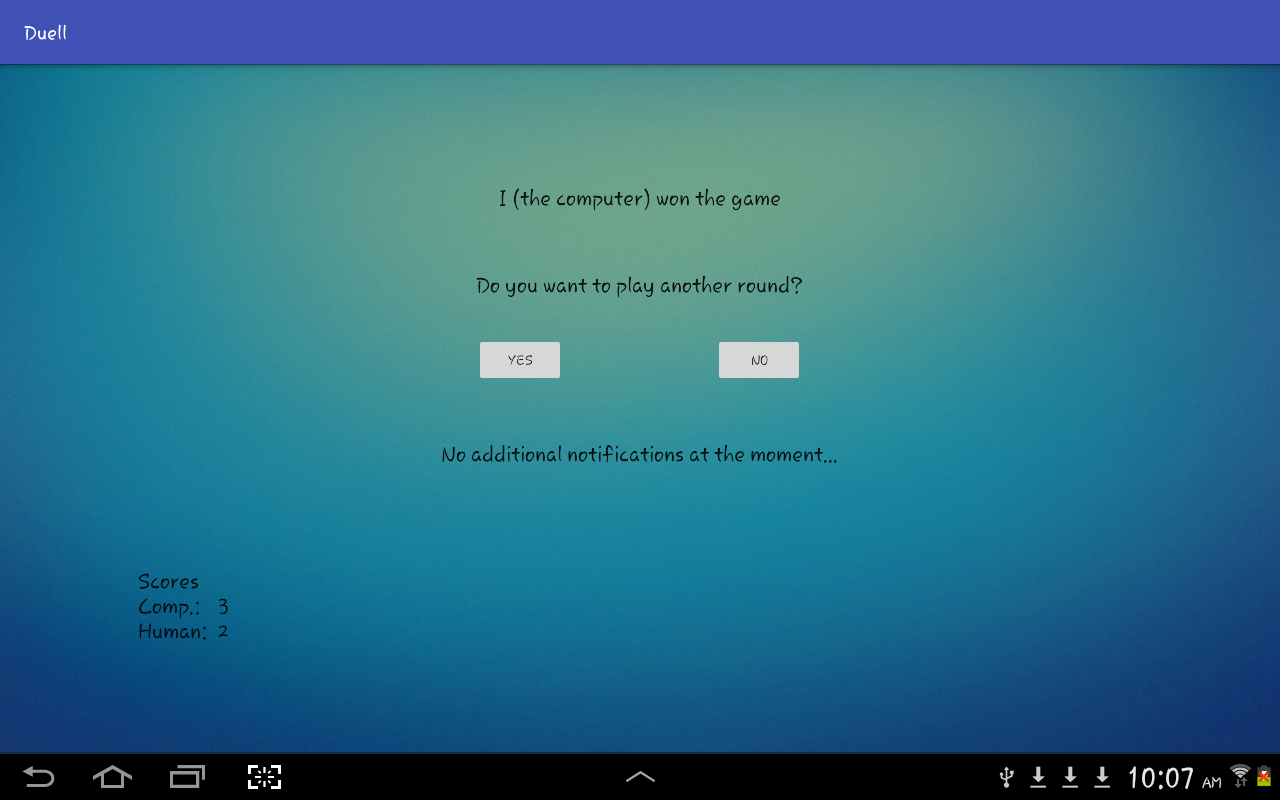 Duell
I (the computer) won the game
Do you want to play another round?
YES NO
No additional notifications at the moment...
Scores
Comp.: 3
Human: 2
10:07 AM